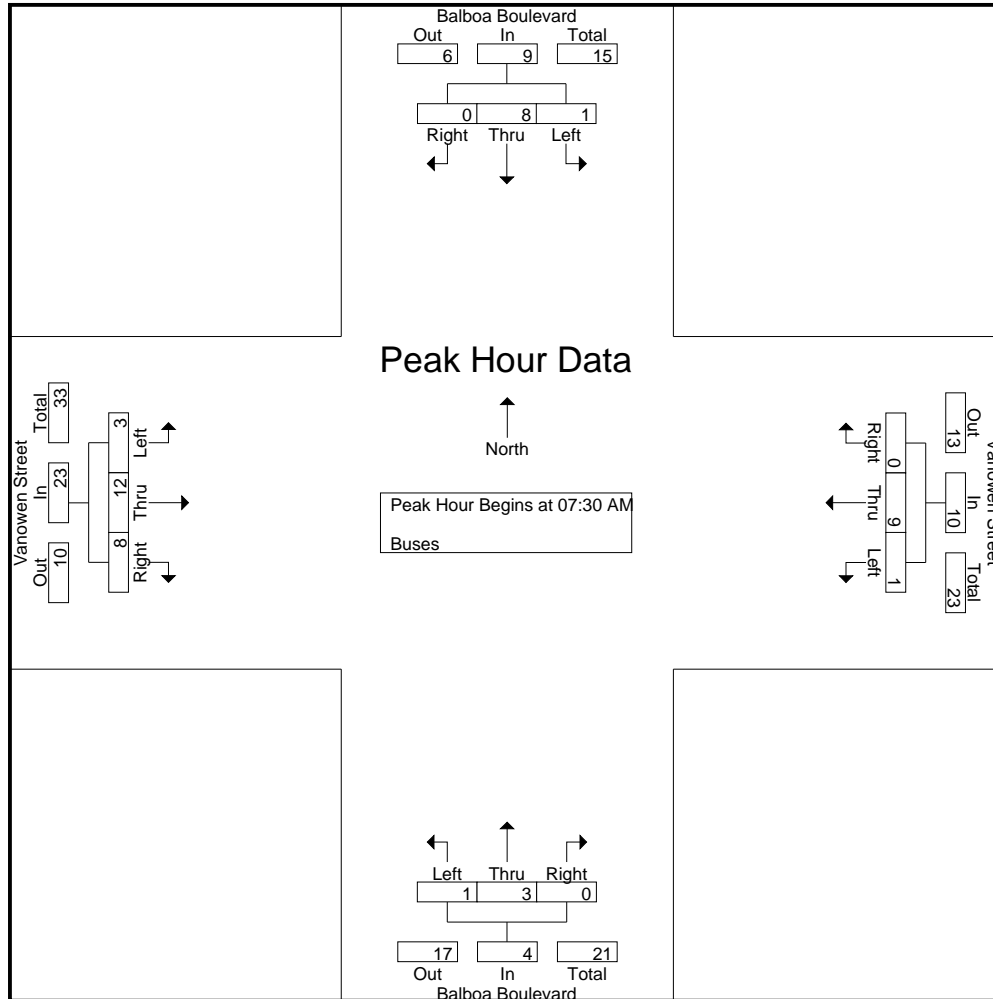 Balboa Boulevard
Out In Total
6 9 15
0 8 1
Right Thru Left
Peak Hour Data
North
Peak Hour Begins at 07:30 AM
Buses
Vanowen Street
Out In Total
10 23 33
8 12 3
Right Thru Left
Vanowen Street
Out In Total
13 10 23
0 9 1
Right Thru Left
Left Thru Right
1 3 0
17 4 21
Out In Total
Balboa Boulevard